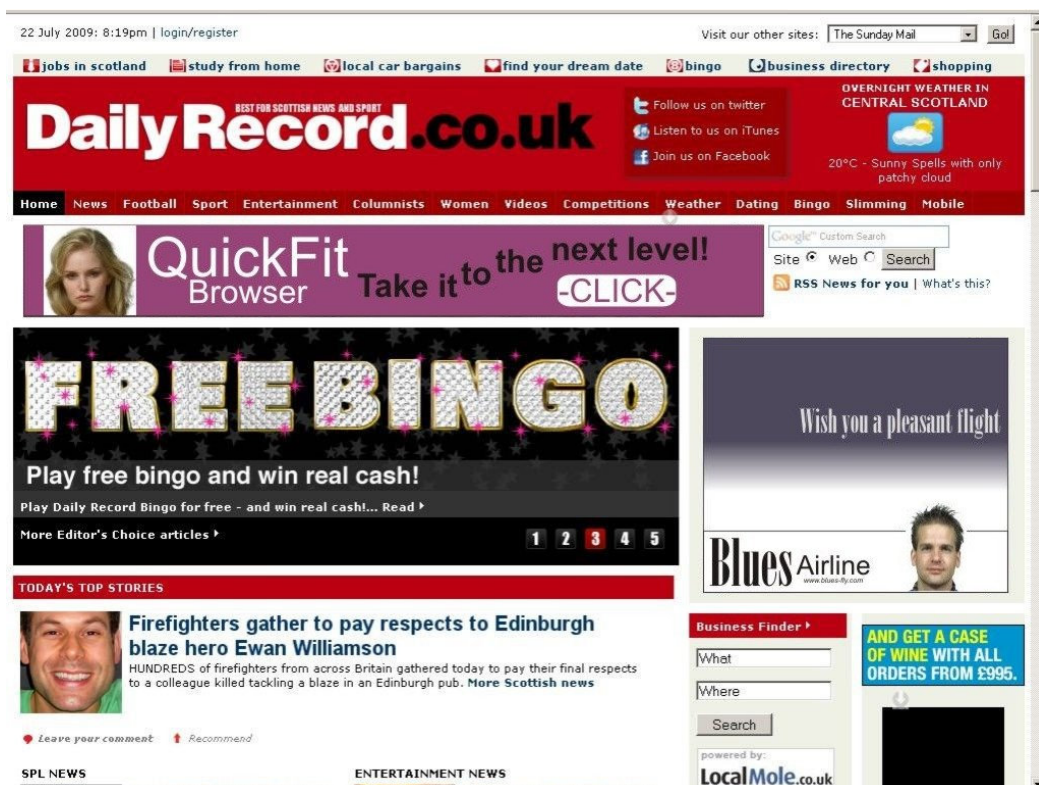 22 July 2009: 8:19pm | login/register
Visit our other sites: The Sunday Mail Go!
jobs in scotland study from home local car bargains find your dream date bingo business directory shopping
BEST FOR SCOTTISH NEWS AND SPORT
DailyRecord.co.uk
Follow us on twitter
Listen to us on iTunes
Join us on Facebook
OVERNIGHT WEATHER IN
CENTRAL SCOTLAND
20°C - Sunny Spells with only
patchy cloud
Home News Football Sport Entertainment Columnists Women Videos Competitions Weather Dating Bingo Slimming Mobile
QuickFit
Browser
Take it to the next level!
-CLICK-
Google™ Custom Search
Site Web Search
RSS News for you | What's this?
FREE BINGO
Play free bingo and win real cash!
Play Daily Record Bingo for free - and win real cash!... Read
More Editor's Choice articles
1 2 3 4 5
Wish you a pleasant flight
Blues Airline
www.blues-fly.com
TODAY'S TOP STORIES
Firefighters gather to pay respects to Edinburgh
blaze hero Ewan Williamson
HUNDREDS of firefighters from across Britain gathered today to pay their final respects
to a colleague killed tackling a blaze in an Edinburgh pub. More Scottish news
Leave your comment Recommend
SPL NEWS
ENTERTAINMENT NEWS
Business Finder
What
Where
Search
powered by:
LocalMole.co.uk
AND GET A CASE
OF WINE WITH ALL
ORDERS FROM £995.